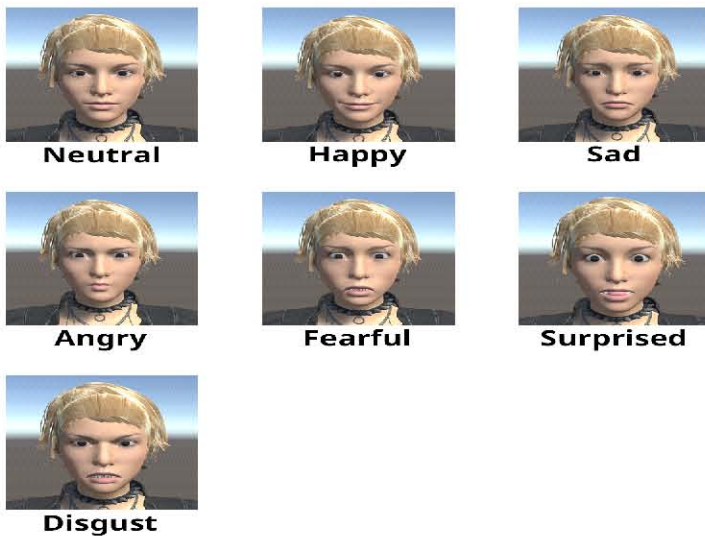 Neutral
Happy
Sad
Angry
Fearful
Surprised
Disgust